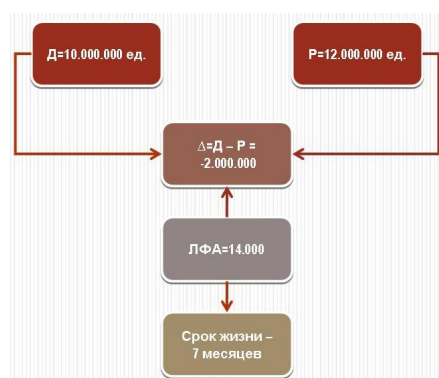 Д=10.000.000 ед.
Р=12.000.000 ед.
∆=Д – Р =
-2.000.000
ЛФА=14.000
Срок жизни –
7 месяцев